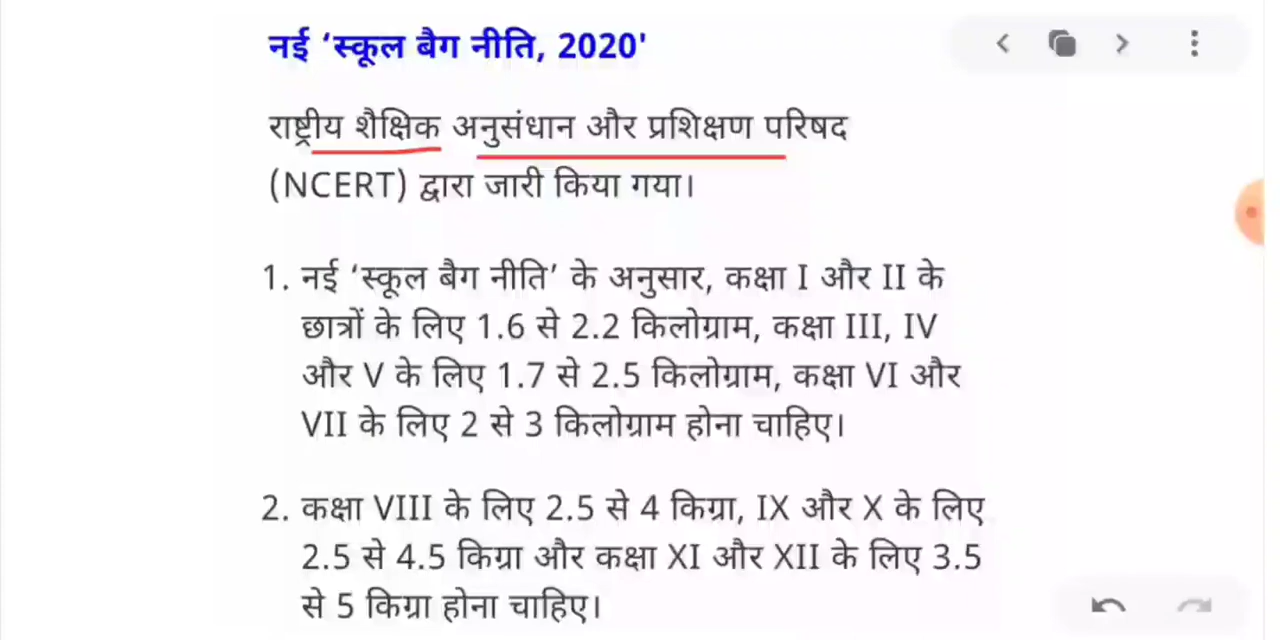 नई ‘स्कूल बैग नीति, 2020'
राष्ट्रीय शैक्षिक अनुसंधान और प्रशिक्षण परिषद
(NCERT) द्वारा जारी किया गया।
1. नई ‘स्कूल बैग नीति’ के अनुसार, कक्षा I और II के
छात्रों के लिए 1.6 से 2.2 किलोग्राम, कक्षा III, IV
और V के लिए 1.7 से 2.5 किलोग्राम, कक्षा VI और
VII के लिए 2 से 3 किलोग्राम होना चाहिए।
2. कक्षा VIII के लिए 2.5 से 4 किग्रा, IX और X के लिए
2.5 से 4.5 किग्रा और कक्षा XI और XII के लिए 3.5
से 5 किग्रा होना चाहिए।